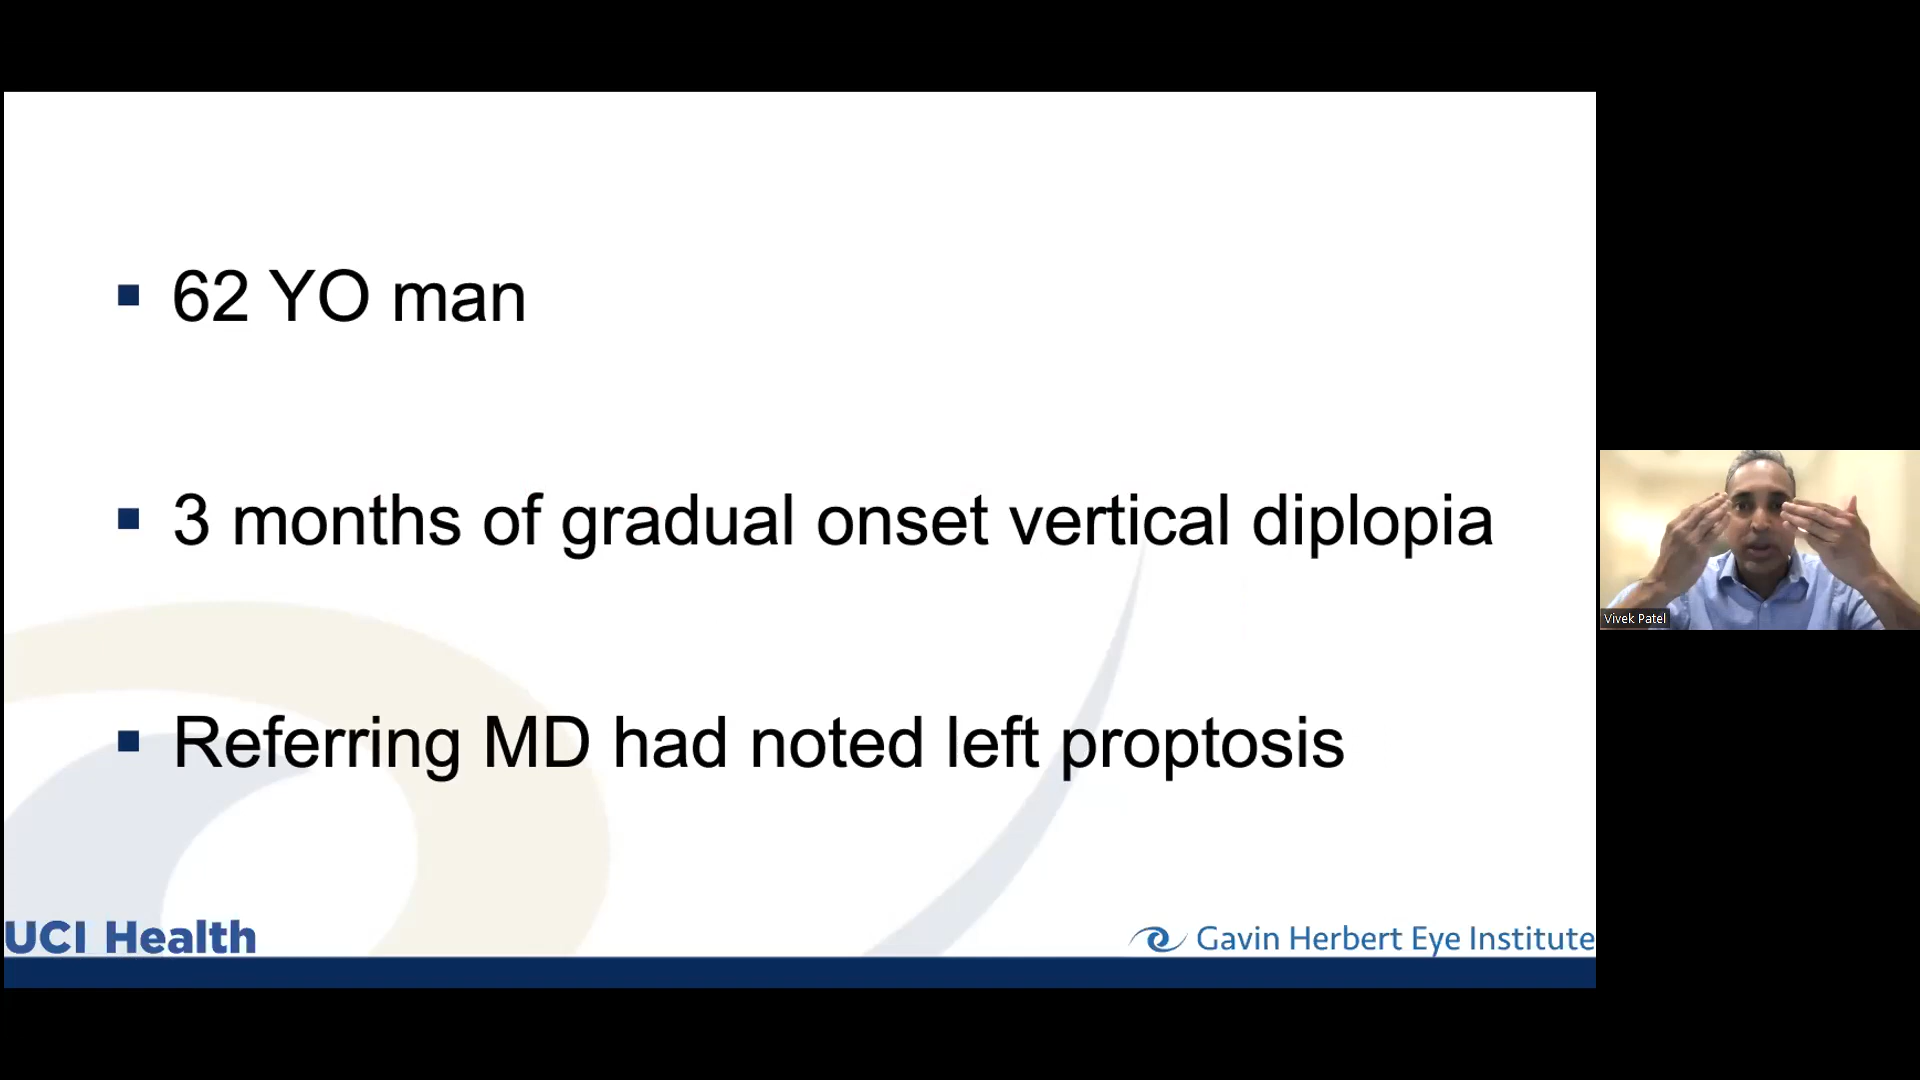 62 YO man
3 months of gradual onset vertical diplopia
Referring MD had noted left proptosis
UCI Health
Gavin Herbert Eye Institute
Vivek Patel